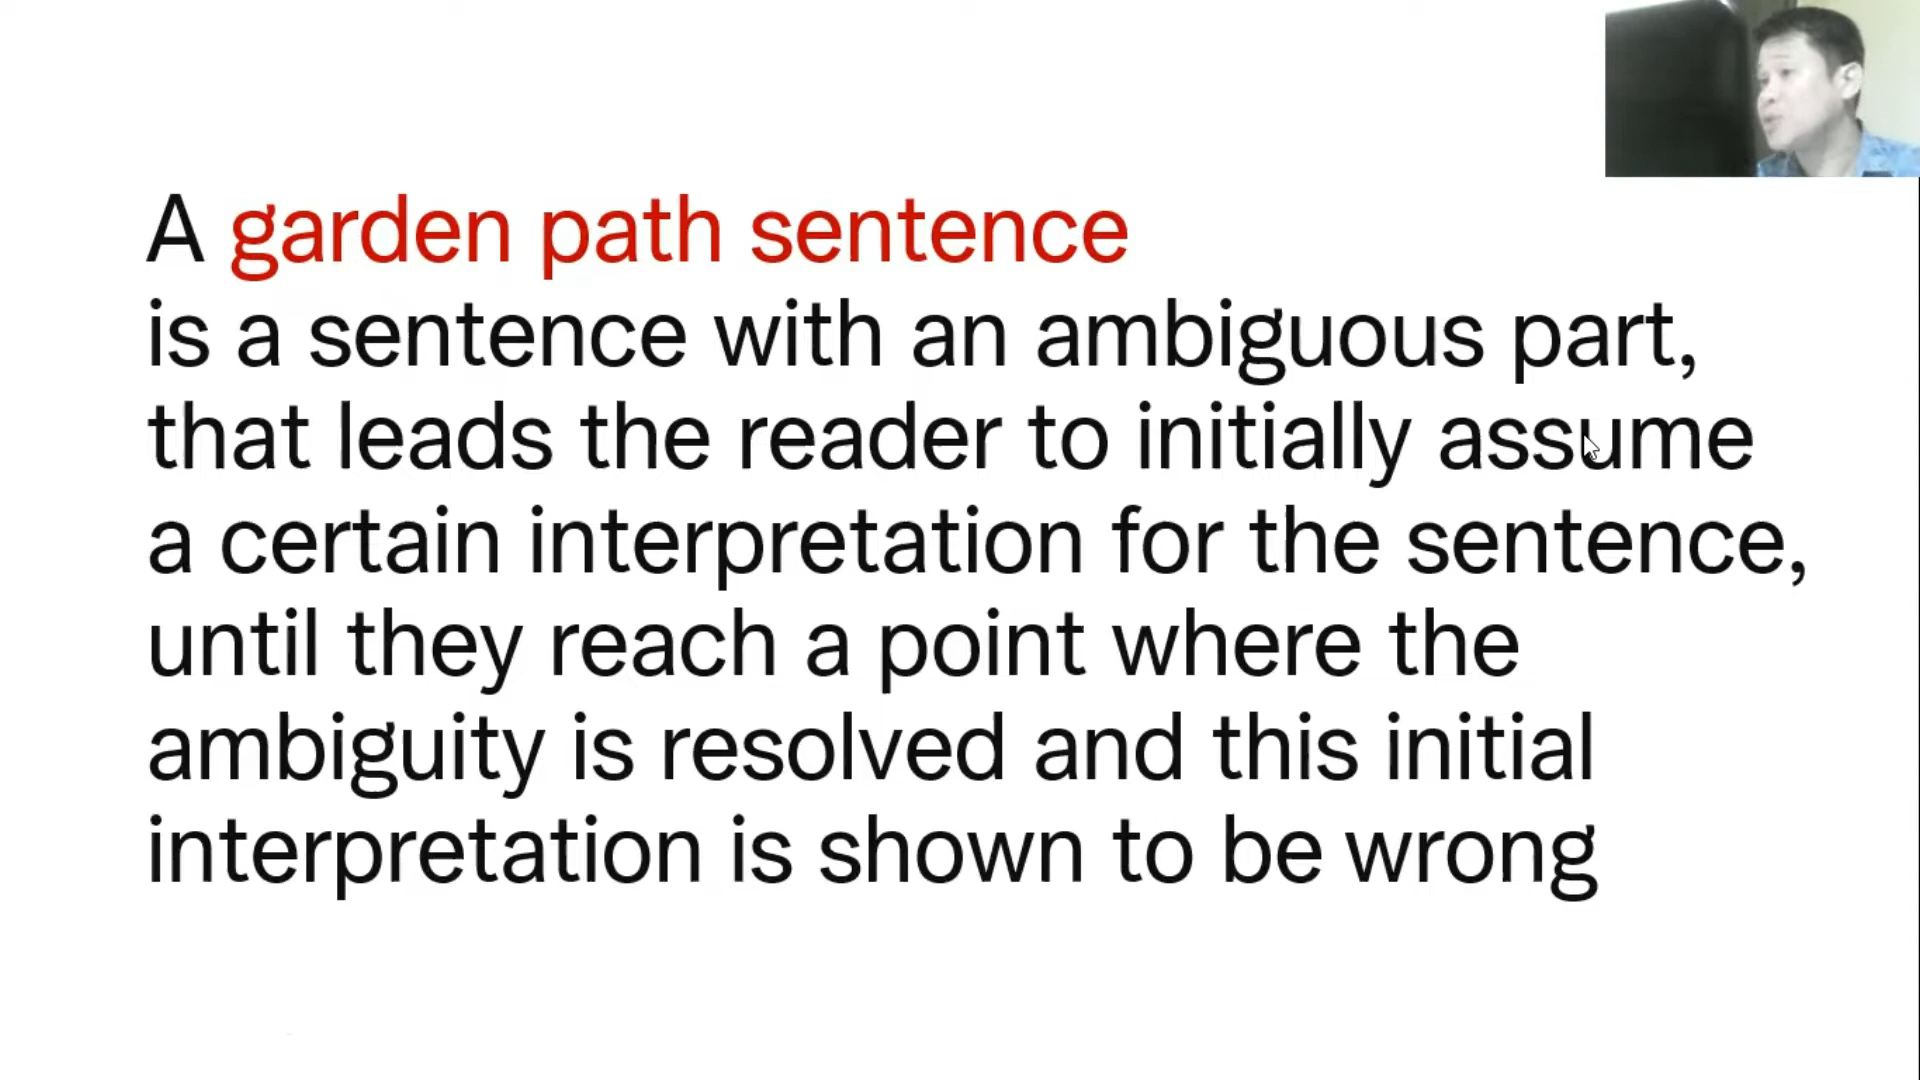 A garden path sentence
is a sentence with an ambiguous part,
that leads the reader to initially assume
a certain interpretation for the sentence,
until they reach a point where the
ambiguity is resolved and this initial
interpretation is shown to be wrong